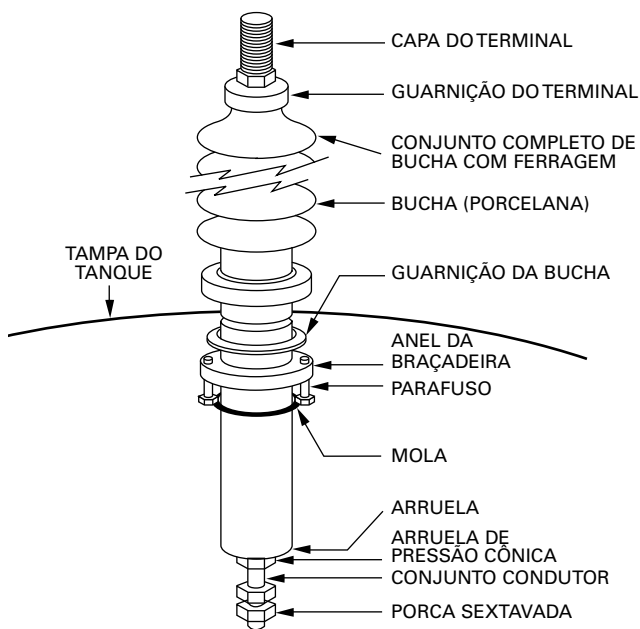 CAPA DO TERMINAL
GUARNIÇÃO DO TERMINAL
CONJUNTO COMPLETO DE
BUCHA COM FERRAGEM
BUCHA (PORCELANA)
TAMPA DO
TANQUE
GUARNIÇÃO DA BUCHA
ANEL DA
BRAÇADEIRA
PARAFUSO
MOLA
ARRUELA
ARRUELA DE
PRESSÃO CÔNICA
CONJUNTO CONDUTOR
PORCA SEXTAVADA